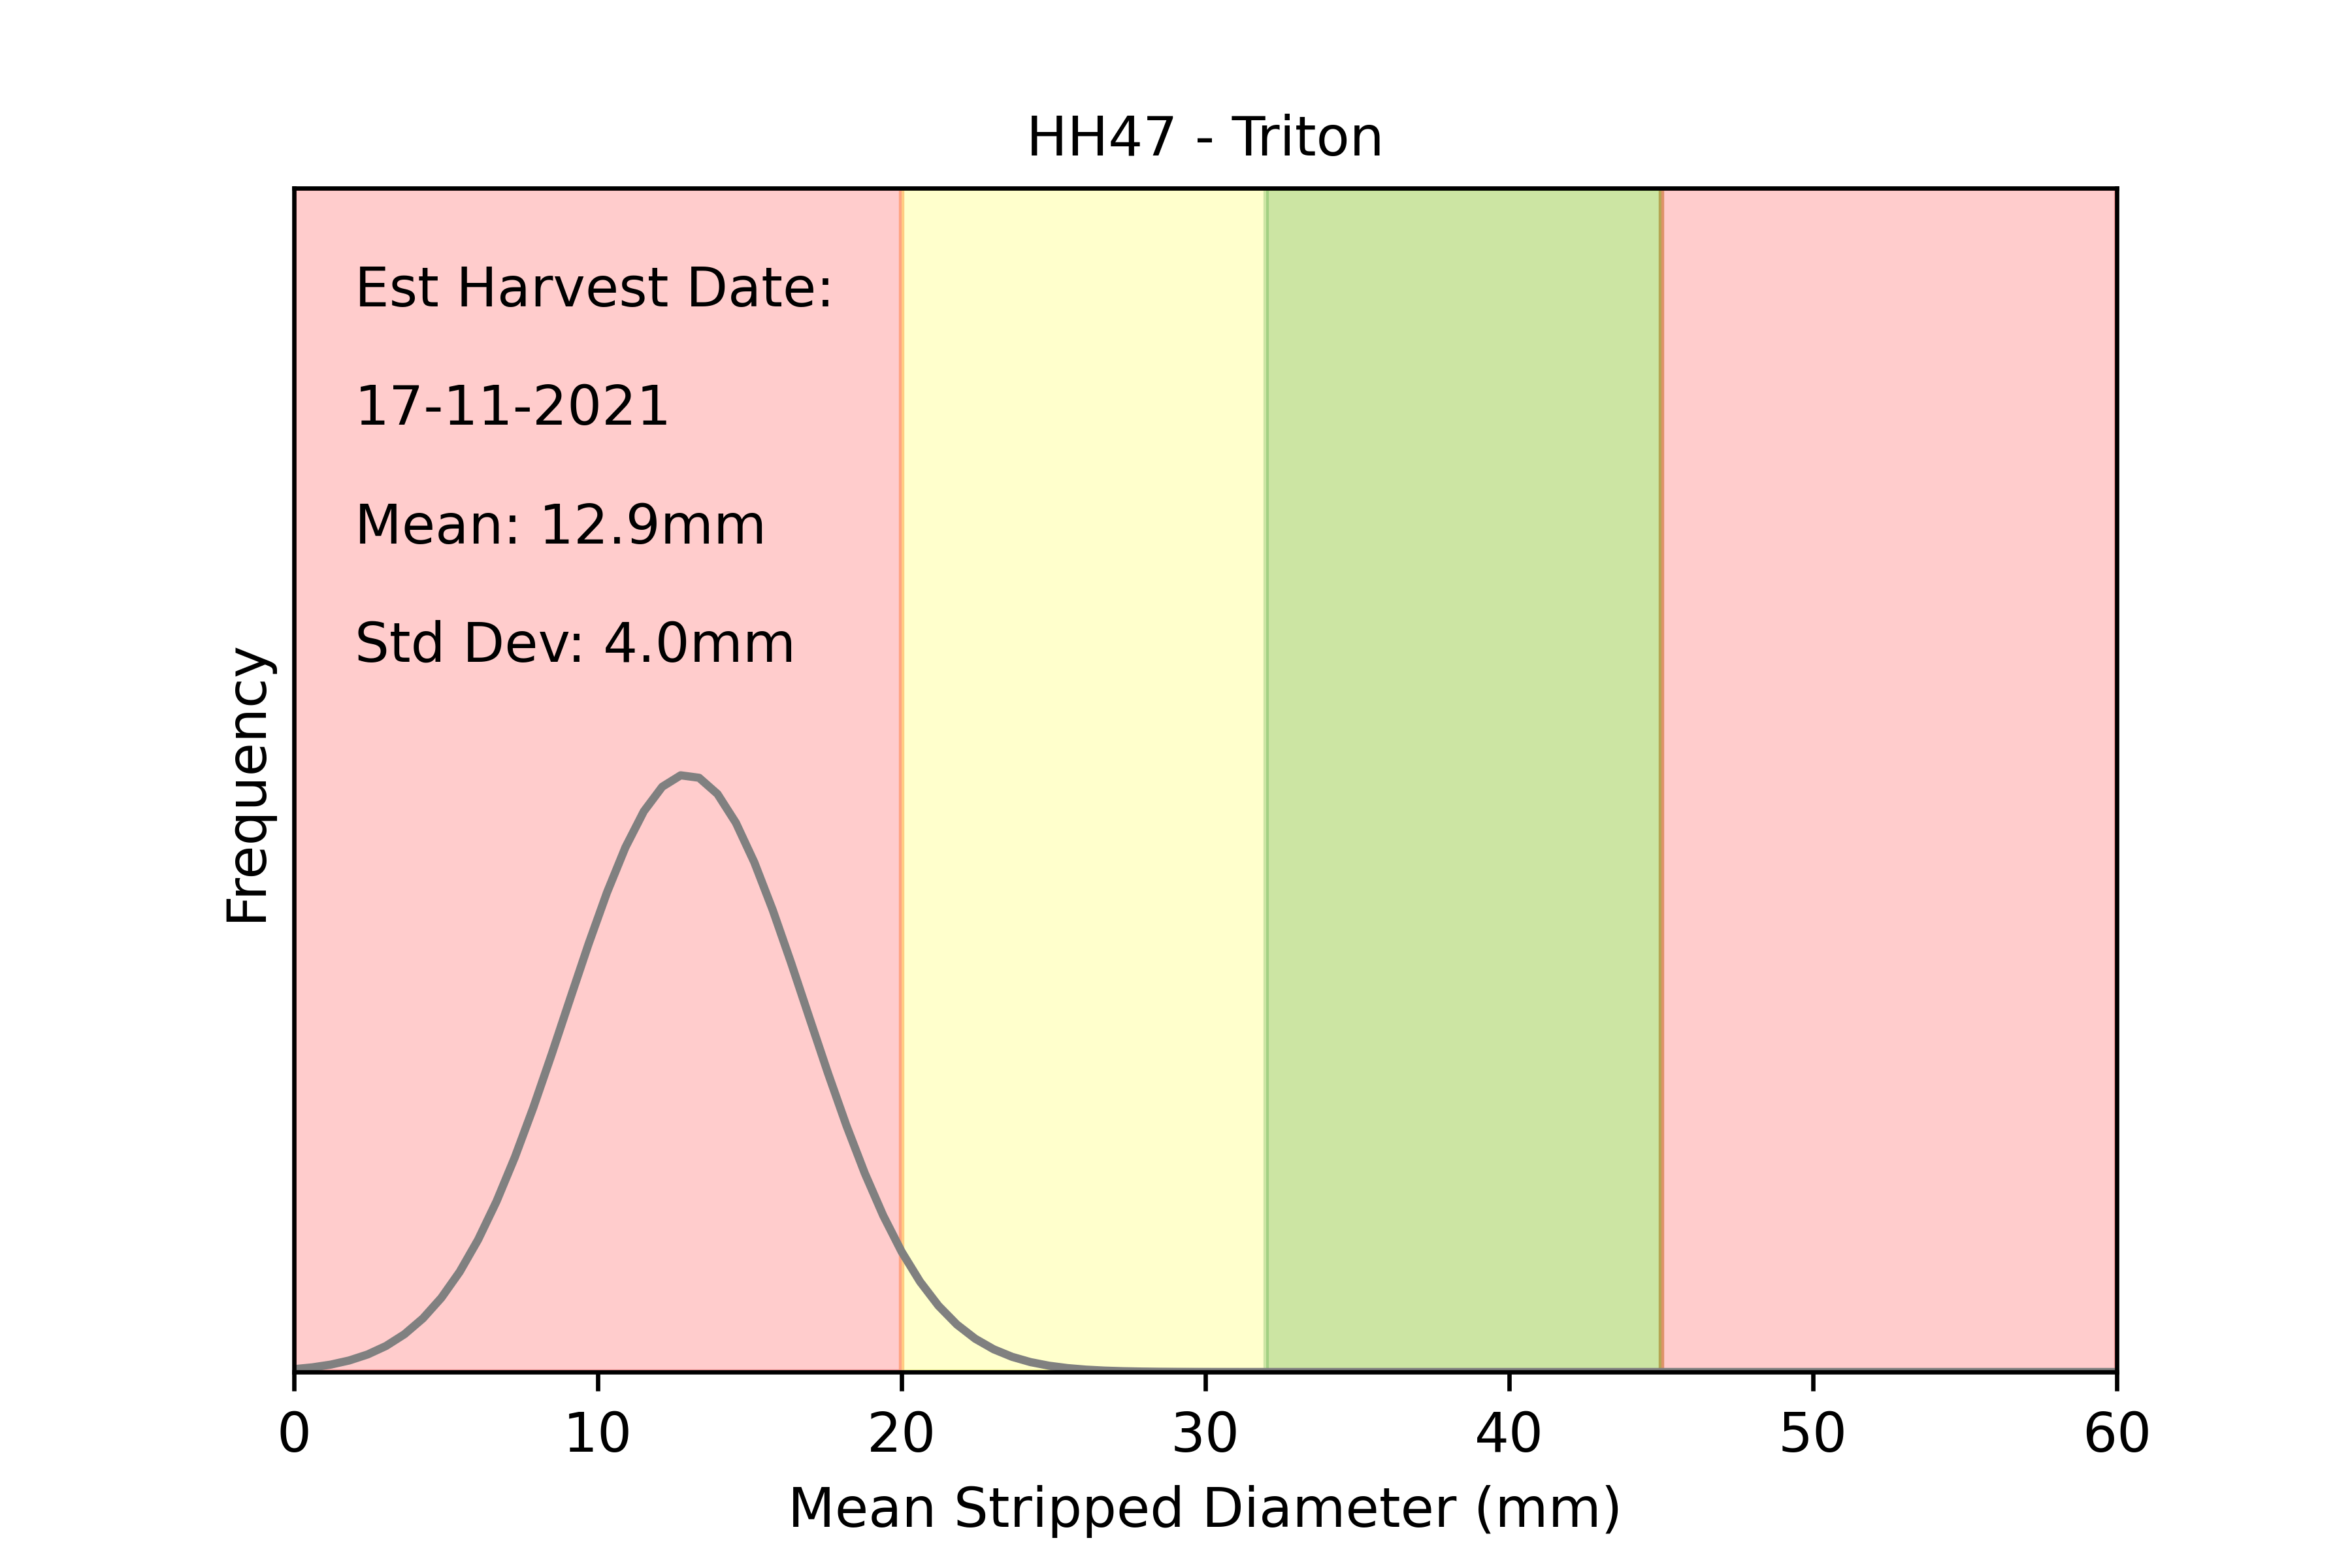 HH47 - Triton
Est Harvest Date:
17-11-2021
Mean: 12.9mm
Std Dev: 4.0mm
Frequency
0 10 20 30 40 50 60
Mean Stripped Diameter (mm)